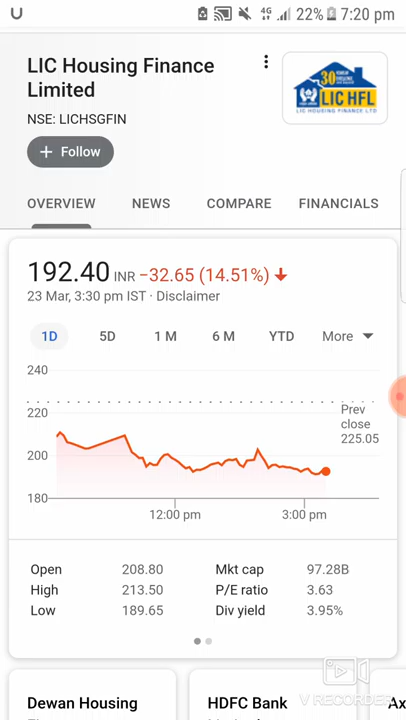 U 4G 22% 7:20 pm
LIC Housing Finance
Limited
NSE: LICHSGFIN
+ Follow
30
LIC HFL
LIC HOUSING FINANCE LTD
OVERVIEW NEWS COMPARE FINANCIALS
192.40 INR −32.65 (14.51%)
23 Mar, 3:30 pm IST · Disclaimer
1D 5D 1 M 6 M YTD More
240
220
200
180
Prev
close
225.05
12:00 pm 3:00 pm
Open 208.80 Mkt cap 97.28B
High 213.50 P/E ratio 3.63
Low 189.65 Div yield 3.95%
V RECORDER
Dewan Housing HDFC Bank Ax